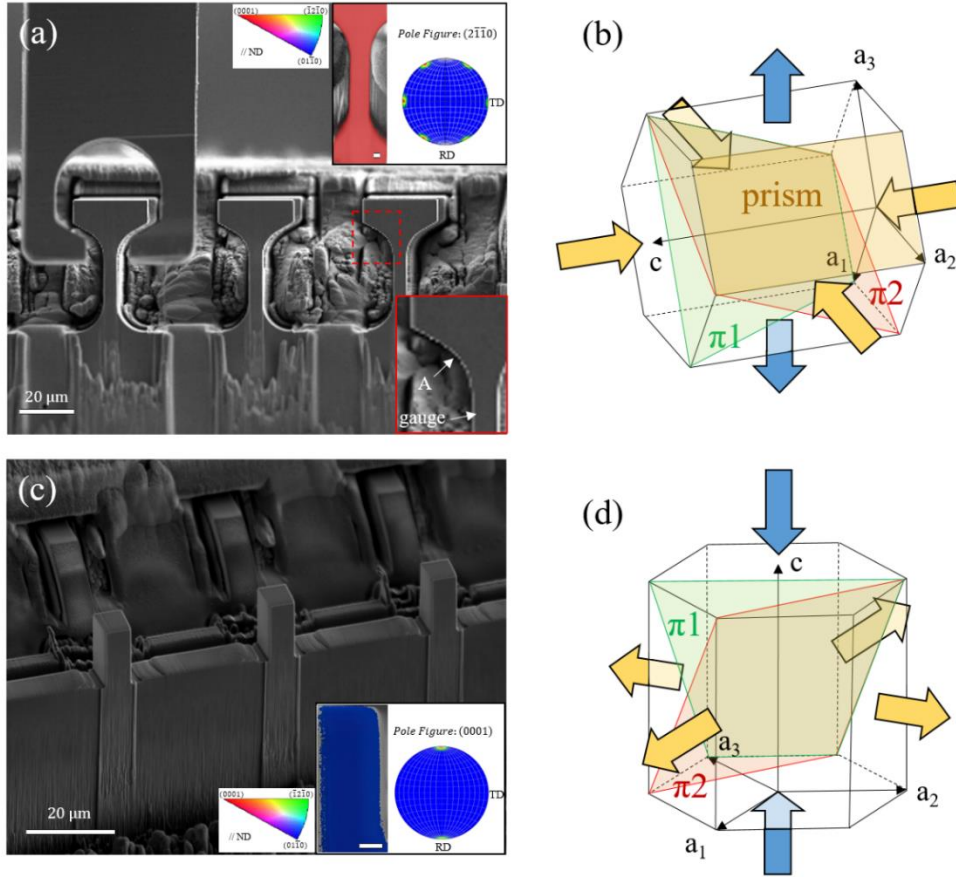 (a)
(0001)
(1̅21̅0)
// ND
(011̅0)
Pole Figure: (21̅1̅0)
TD
RD
A
gauge
20 μm
(b)
a3
prism
c
a1
a2
π1
π2
(c)
20 μm
(0001)
(1̅21̅0)
// ND
(011̅0)
Pole Figure: (0001)
TD
RD
(d)
c
π1
a3
π2
a2
a1